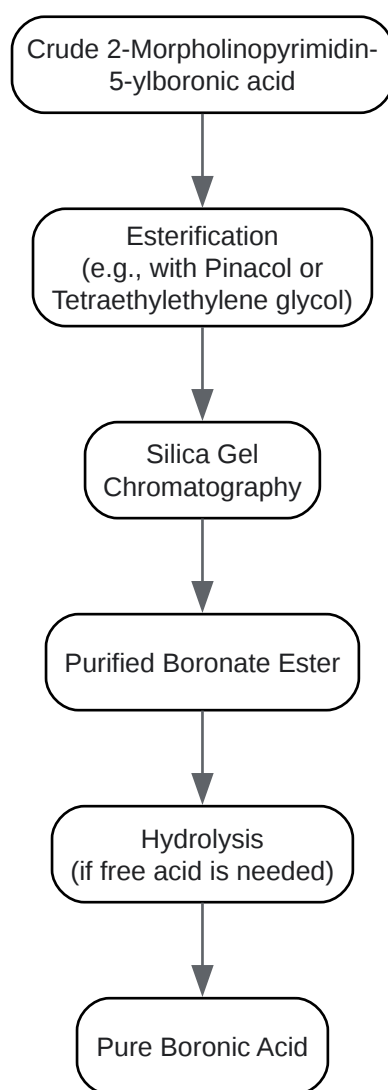 Crude 2-Morpholinopyrimidin-
5-ylboronic acid
Esterification
(e.g., with Pinacol or
Tetraethylethylene glycol)
Silica Gel
Chromatography
Purified Boronate Ester
Hydrolysis
(if free acid is needed)
Pure Boronic Acid